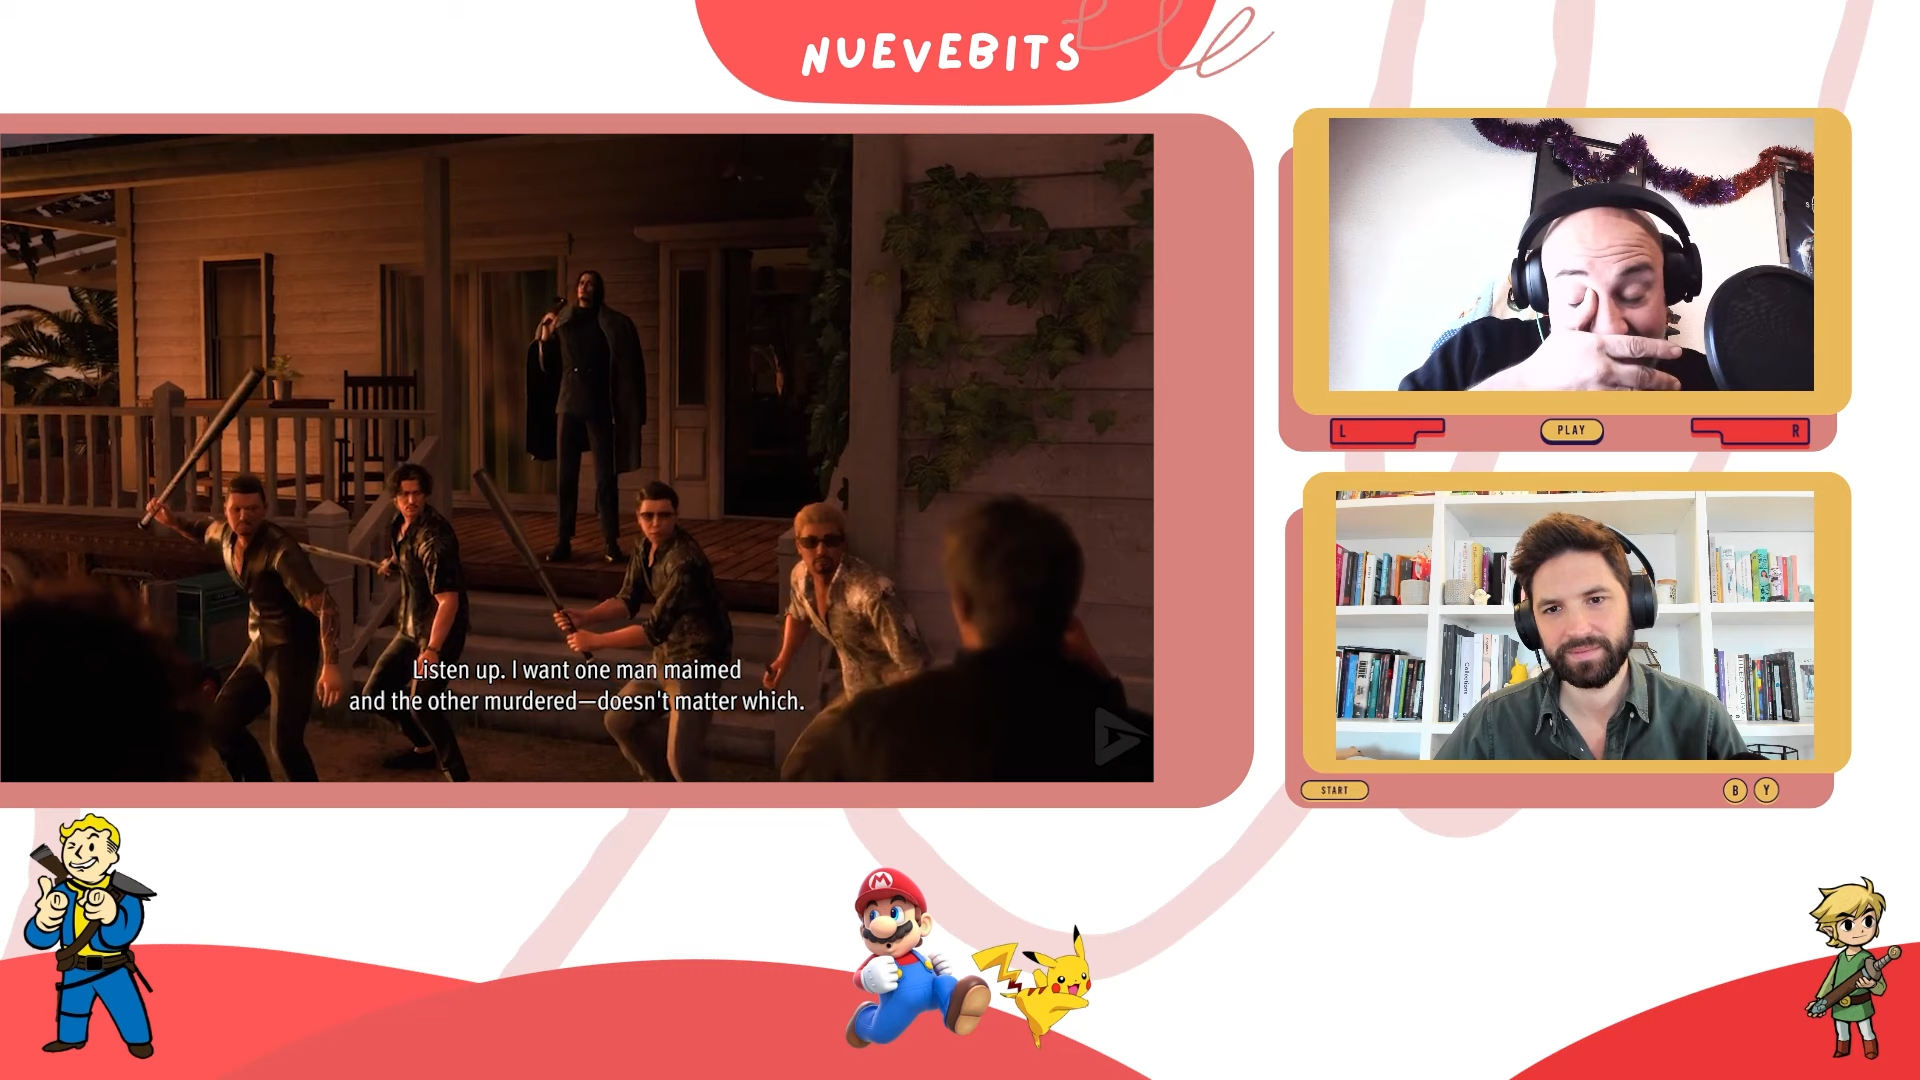 NUEVEBITS
Listen up. I want one man maimed
and the other murdered—doesn't matter which.
L
PLAY
R
START
B
Y
M